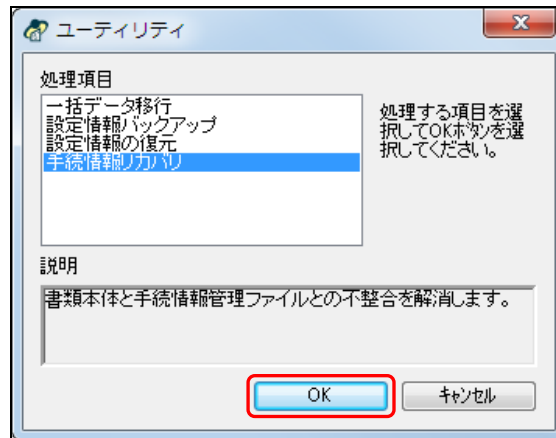 ユーティリティ
処理項目
一括データ移行
設定情報バックアップ
設定情報の復元
手続情報リカバリ
処理する項目を選
択してOKボタンを選
択してください。
説明
書類本体と手続情報管理ファイルとの不整合を解消します。
OK
キャンセル